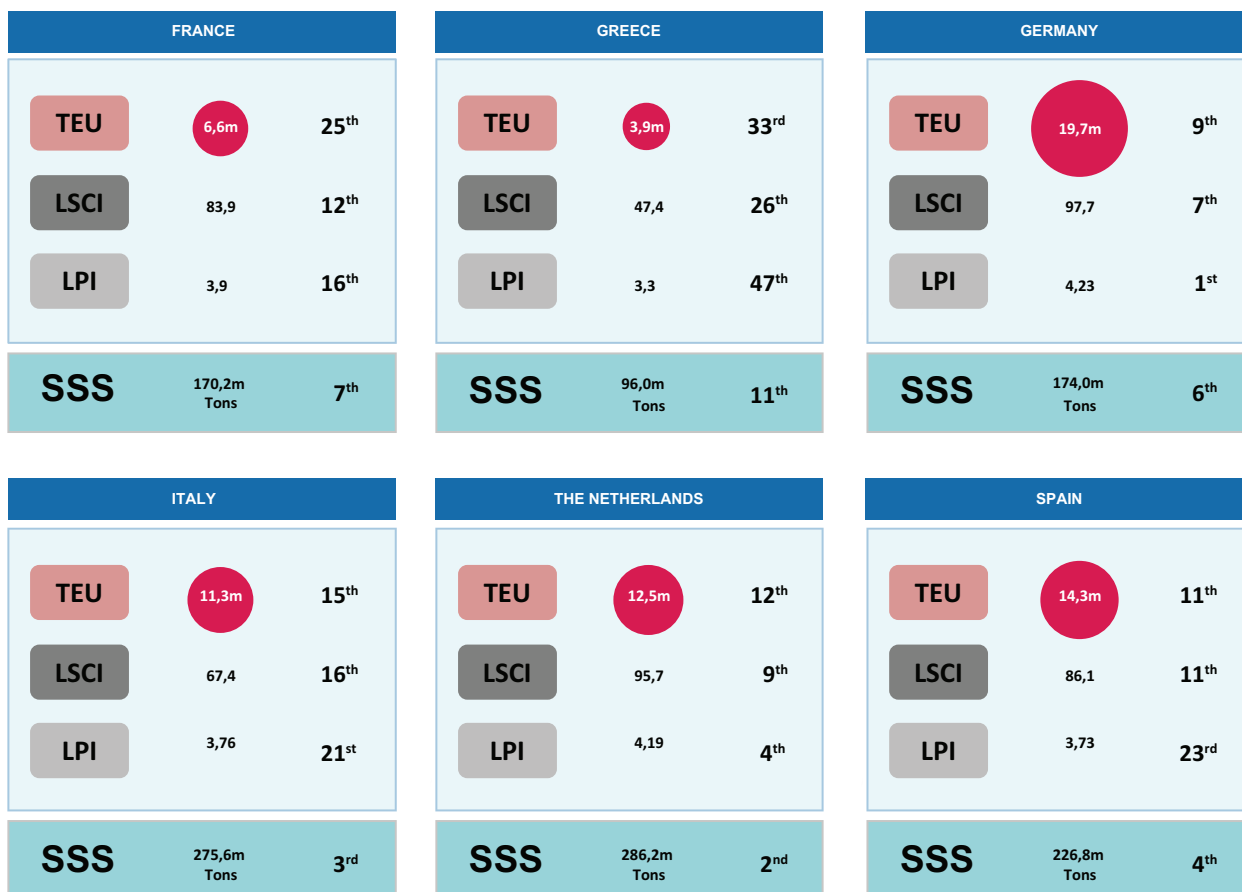 FRANCE
TEU 6,6m 25th
LSCI 83,9 12th
LPI 3,9 16th
SSS 170,2m Tons 7th
GREECE
TEU 3,9m 33rd
LSCI 47,4 26th
LPI 3,3 47th
SSS 96,0m Tons 11th
GERMANY
TEU 19,7m 9th
LSCI 97,7 7th
LPI 4,23 1st
SSS 174,0m Tons 6th
ITALY
TEU 11,3m 15th
LSCI 67,4 16th
LPI 3,76 21st
SSS 275,6m Tons 3rd
THE NETHERLANDS
TEU 12,5m 12th
LSCI 95,7 9th
LPI 4,19 4th
SSS 286,2m Tons 2nd
SPAIN
TEU 14,3m 11th
LSCI 86,1 11th
LPI 3,73 23rd
SSS 226,8m Tons 4th